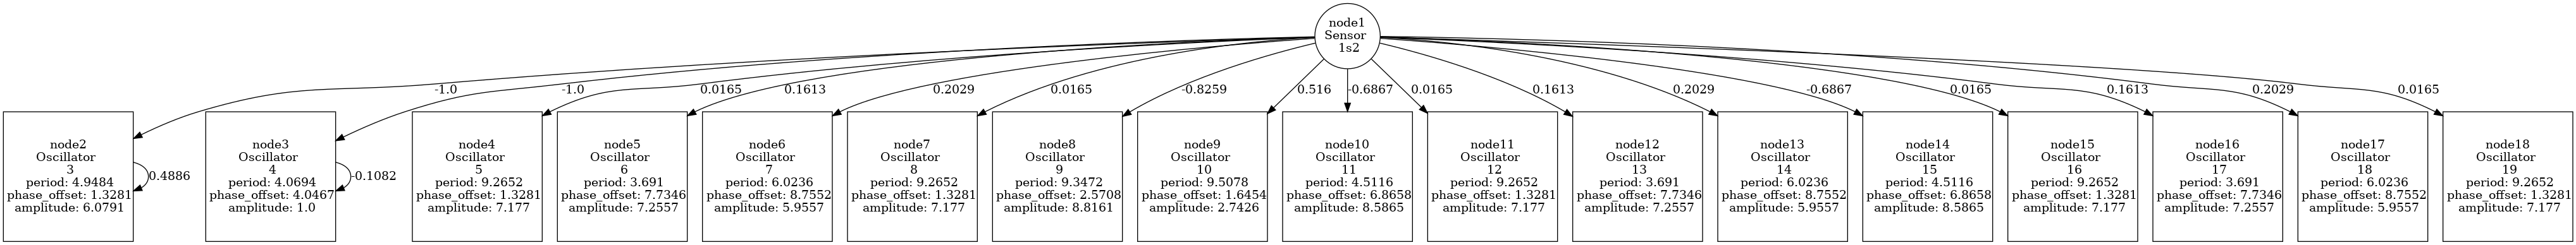 node1
Sensor
1s2
-1.0
-1.0
0.0165
0.1613
0.2029
0.0165
-0.8259
0.516
-0.6867
0.0165
0.1613
0.2029
-0.6867
0.0165
0.1613
0.2029
0.0165
node2
Oscillator
3
period: 4.9484
phase_offset: 1.3281
amplitude: 6.0791
0.4886
node3
Oscillator
4
period: 4.0694
phase_offset: 4.0467
amplitude: 1.0
-0.1082
node4
Oscillator
5
period: 9.2652
phase_offset: 1.3281
amplitude: 7.177
node5
Oscillator
6
period: 3.691
phase_offset: 7.7346
amplitude: 7.2557
node6
Oscillator
7
period: 6.0236
phase_offset: 8.7552
amplitude: 5.9557
node7
Oscillator
8
period: 9.2652
phase_offset: 1.3281
amplitude: 7.177
node8
Oscillator
9
period: 9.3472
phase_offset: 2.5708
amplitude: 8.8161
node9
Oscillator
10
period: 9.5078
phase_offset: 1.6454
amplitude: 2.7426
node10
Oscillator
11
period: 4.5116
phase_offset: 6.8658
amplitude: 8.5865
node11
Oscillator
12
period: 9.2652
phase_offset: 1.3281
amplitude: 7.177
node12
Oscillator
13
period: 3.691
phase_offset: 7.7346
amplitude: 7.2557
node13
Oscillator
14
period: 6.0236
phase_offset: 8.7552
amplitude: 5.9557
node14
Oscillator
15
period: 4.5116
phase_offset: 6.8658
amplitude: 8.5865
node15
Oscillator
16
period: 9.2652
phase_offset: 1.3281
amplitude: 7.177
node16
Oscillator
17
period: 3.691
phase_offset: 7.7346
amplitude: 7.2557
node17
Oscillator
18
period: 6.0236
phase_offset: 8.7552
amplitude: 5.9557
node18
Oscillator
19
period: 9.2652
phase_offset: 1.3281
amplitude: 7.177